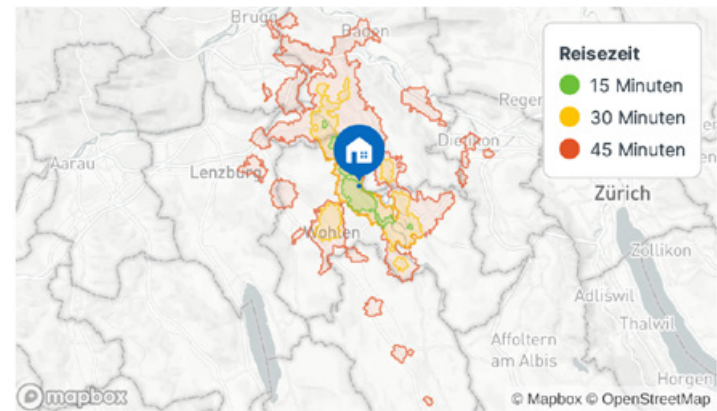 Brugg
Baden
Reisezeit
15 Minuten
30 Minuten
45 Minuten
Regen
Dietikon
Aarau
Lenzburg
Zürich
Wohlen
Zollikon
Adliswil
Thalwil
Affoltern
am Albis
Horgen
mapbox
© Mapbox © OpenStreetMap